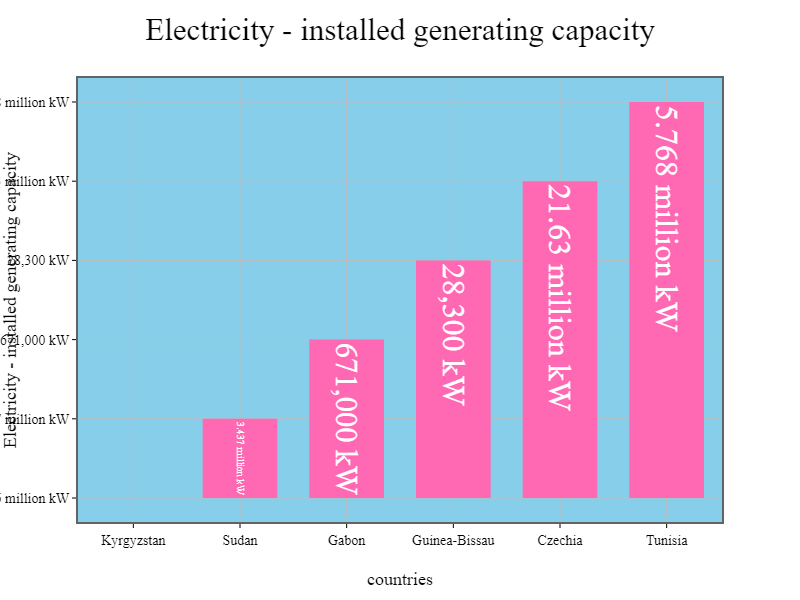 Electricity - installed generating capacity
million kW
million kW
300 kW
1,000 kW
million kW
million kW
Electricity - installed generating capacity
3.437 million kW
671,000 kW
28,300 kW
21.63 million kW
5.768 million kW
Kyrgyzstan
Sudan
Gabon
Guinea-Bissau
Czechia
Tunisia
countries